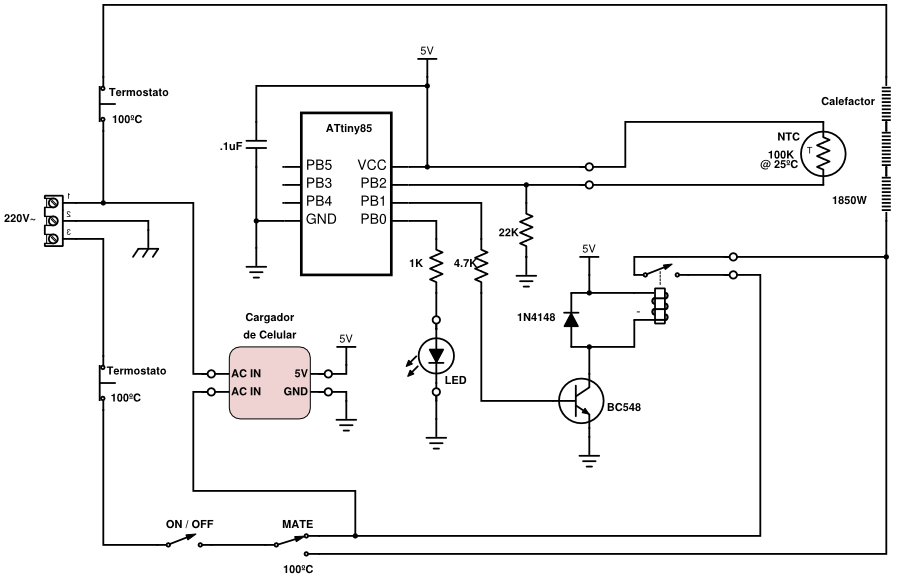 5V
Termostato
100ºC
.1uF
ATtiny85
PB5
PB3
PB4
GND
VCC
PB2
PB1
PB0
Calefactor
NTC
T
100K
@ 25ºC
1850W
220V~
1
2
3
22K
1K
4.7K
5V
1N4148
-
Cargador
de Celular
5V
AC IN
5V
AC IN
GND
LED
BC548
Termostato
100ºC
ON / OFF
MATE
100ºC